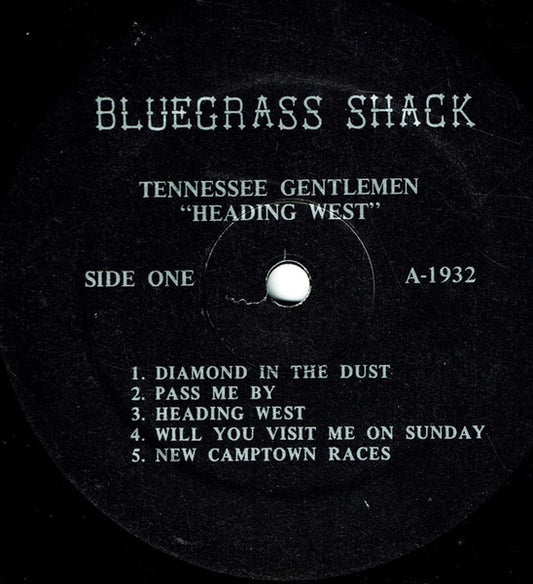 BLUEGRASS SHACK
TENNESSEE GENTLEMEN
"HEADING WEST"
SIDE ONE
A-1932
1. DIAMOND IN THE DUST
2. PASS ME BY
3. HEADING WEST
4. WILL YOU VISIT ME ON SUNDAY
5. NEW CAMPTOWN RACES